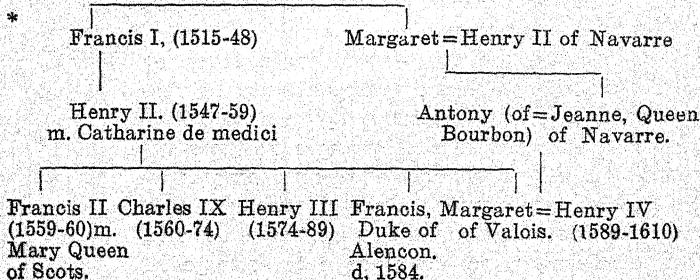 *
Francis I, (1515-48) Margaret=Henry II of Navarre
Henry II. (1547-59) Antony (of=Jeanne, Queen
m. Catharine de medici Bourbon) of Navarre.
Francis II Charles IX Henry III Francis, Margaret=Henry IV
(1559-60)m. (1560-74) (1574-89) Duke of of Valois. (1589-1610)
Mary Queen Alencon.
of Scots. d. 1584.